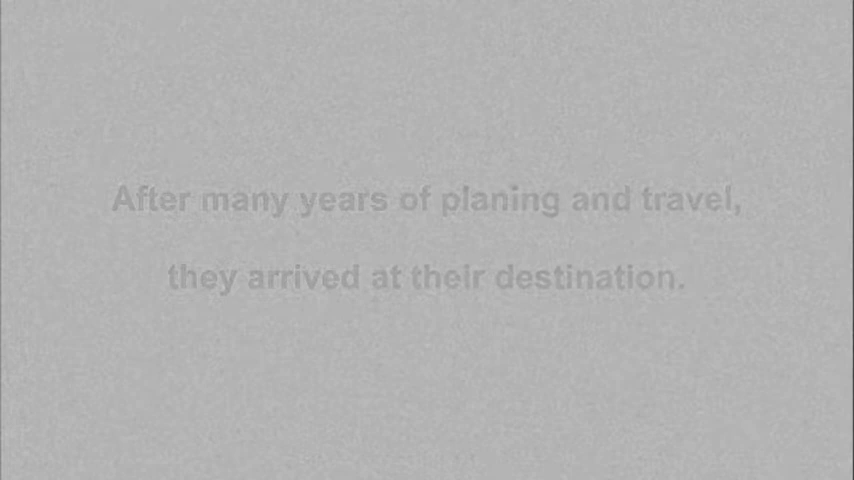 After many years of planing and travel,
they arrived at their destination.